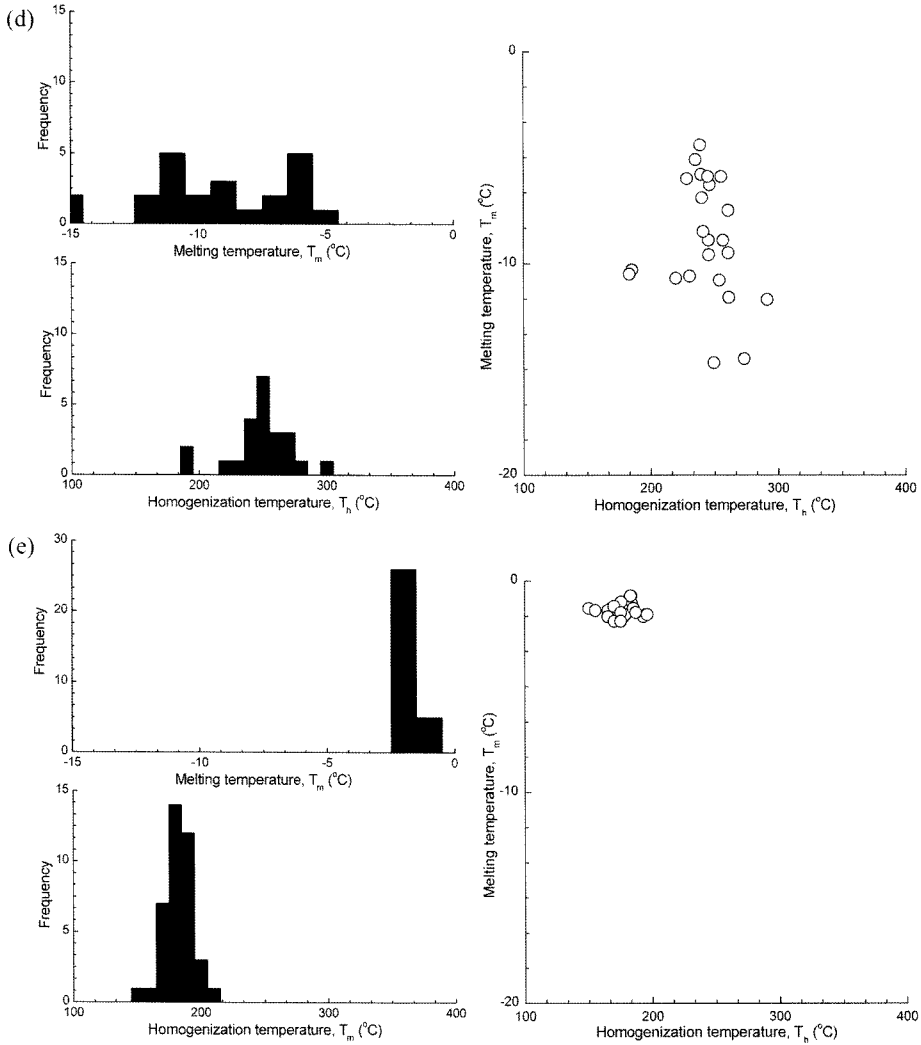 (d)
15
10
5
0
Frequency
-15 -10 -5 0
Melting temperature, Tm (°C)
15
10
5
0
Frequency
100 200 300 400
Homogenization temperature, Th (°C)
0
-10
-20
Melting temperature, Tm (°C)
100 200 300 400
Homogenization temperature, Th (°C)
(e)
30
20
10
0
Frequency
-15 -10 -5 0
Melting temperature, Tm (°C)
15
10
5
0
Frequency
100 200 300 400
Homogenization temperature, Tm (°C)
0
-10
-20
Melting temperature, Tm (°C)
100 200 300 400
Homogenization temperature, Th (°C)